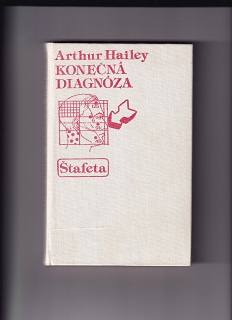 Arthur Hailey
KONEČNÁ
DIAGNÓZA
Štafeta